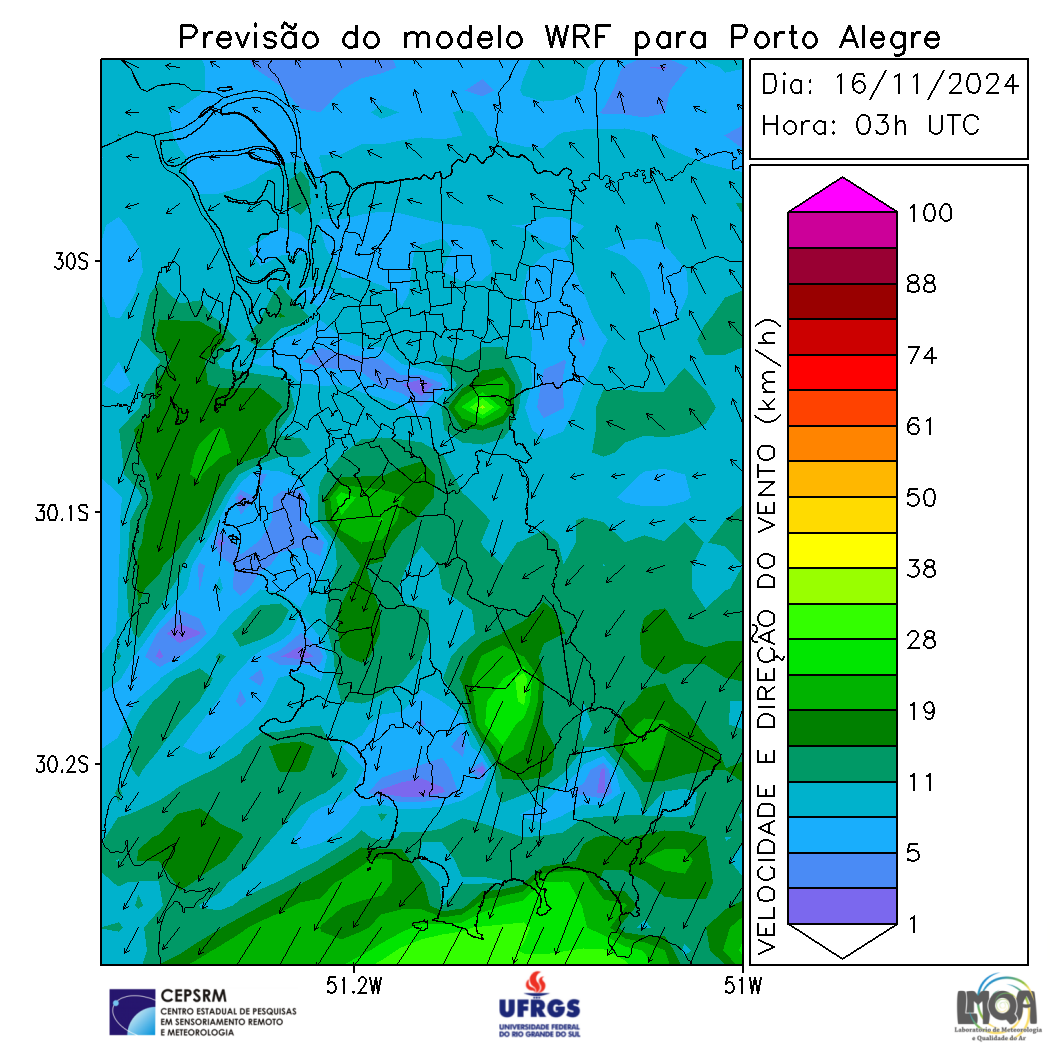 Previsão do modelo WRF para Porto Alegre
Dia: 16/11/2024
Hora: 03h UTC
30S
30.1S
30.2S
51.2W
51W
VELOCIDADE E DIREÇÃO DO VENTO (km/h)
100
88
74
61
50
38
28
19
11
5
1
CEPSRM
CENTRO ESTADUAL DE PESQUISAS
EM SENSORIAMENTO REMOTO
E METEOROLOGIA
UFRGS
UNIVERSIDADE FEDERAL
DO RIO GRANDE DO SUL
LMQA
Laboratório de Meteorologia
e Qualidade do Ar